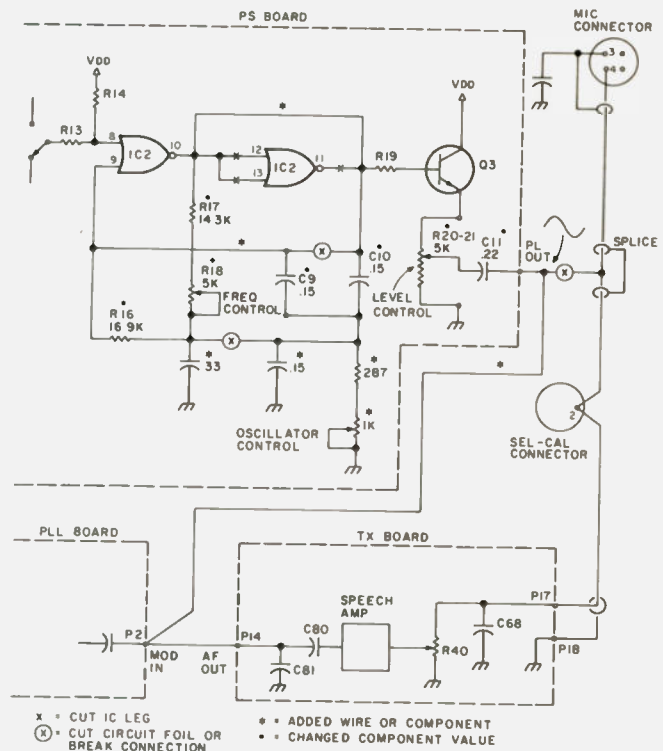 PS BOARD
MIC
CONNECTOR
3
4
VDD
R14
R13
8
9
IC2
10
*
12
13
IC2
11
R19
VDD
Q3
R17
14.3K
*
R18
5K
FREQ
CONTROL
C9
.15
C10
.15
R20-21
5K
LEVEL
CONTROL
C11
.22
PL
OUT
X
SPLICE
R16
16.9K
X
X
*
.33
*
.15
*
287
*
1K
OSCILLATOR
CONTROL
*
2
SEL-CAL
CONNECTOR
PLL BOARD
TX BOARD
P2
MOD
IN
AF
OUT
P14
C81
C80
SPEECH
AMP
R40
C68
P17
P18
x = CUT IC LEG
X = CUT CIRCUIT FOIL OR
BREAK CONNECTION
* = ADDED WIRE OR COMPONENT
• = CHANGED COMPONENT VALUE